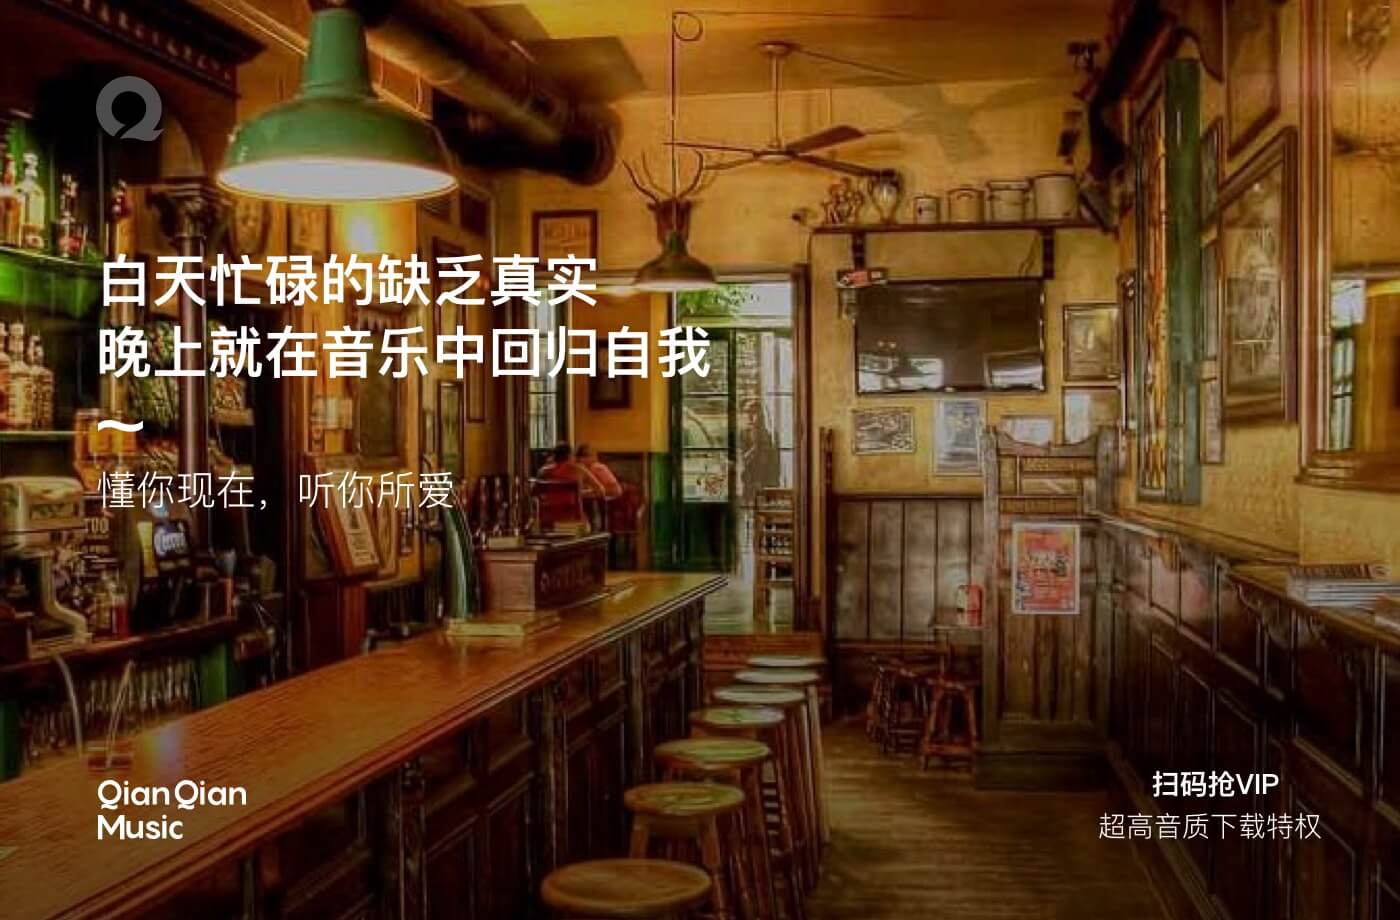 白天忙碌的缺乏真实
晚上就在音乐中回归自我
~
懂你现在，听你所爱
Qian Qian
Music
扫码抢VIP
超高音质下载特权